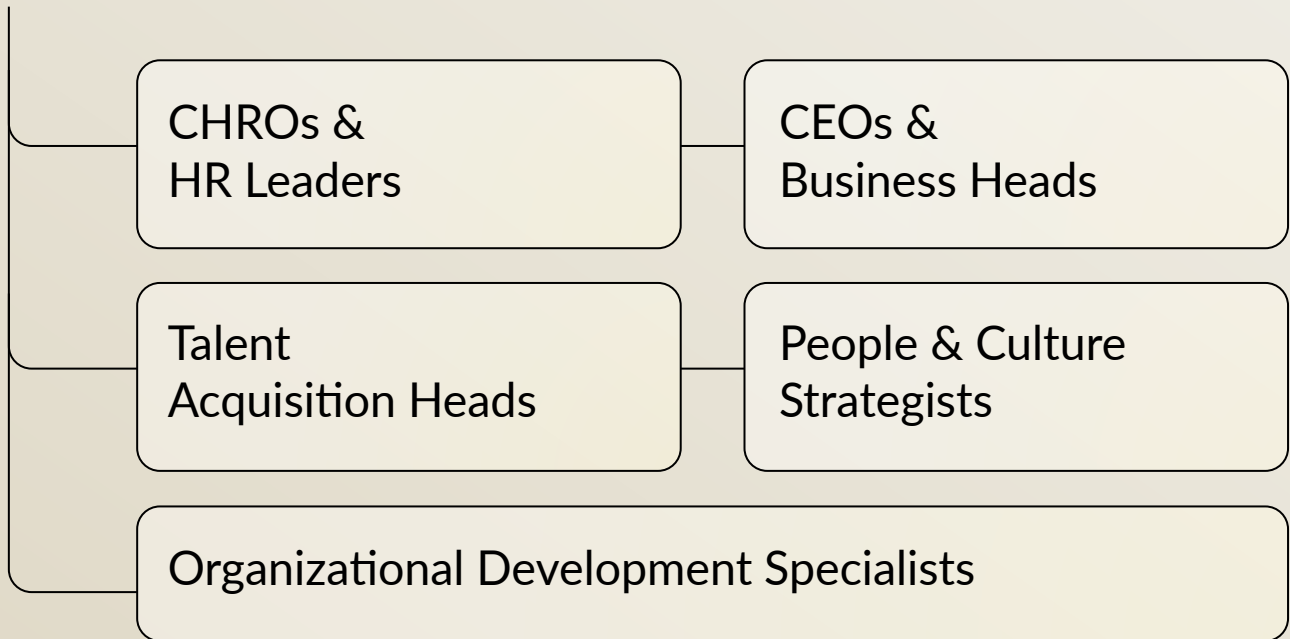 CHROs &
HR Leaders
CEOs &
Business Heads
Talent
Acquisition Heads
People & Culture
Strategists
Organizational Development Specialists